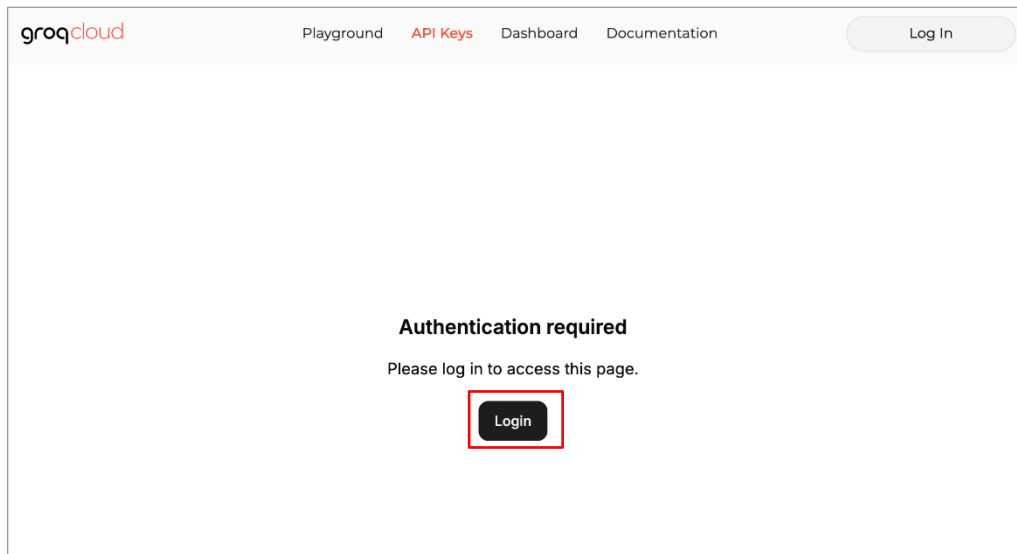 groqcloud Playground API Keys Dashboard Documentation Log In
Authentication required
Please log in to access this page.
Login